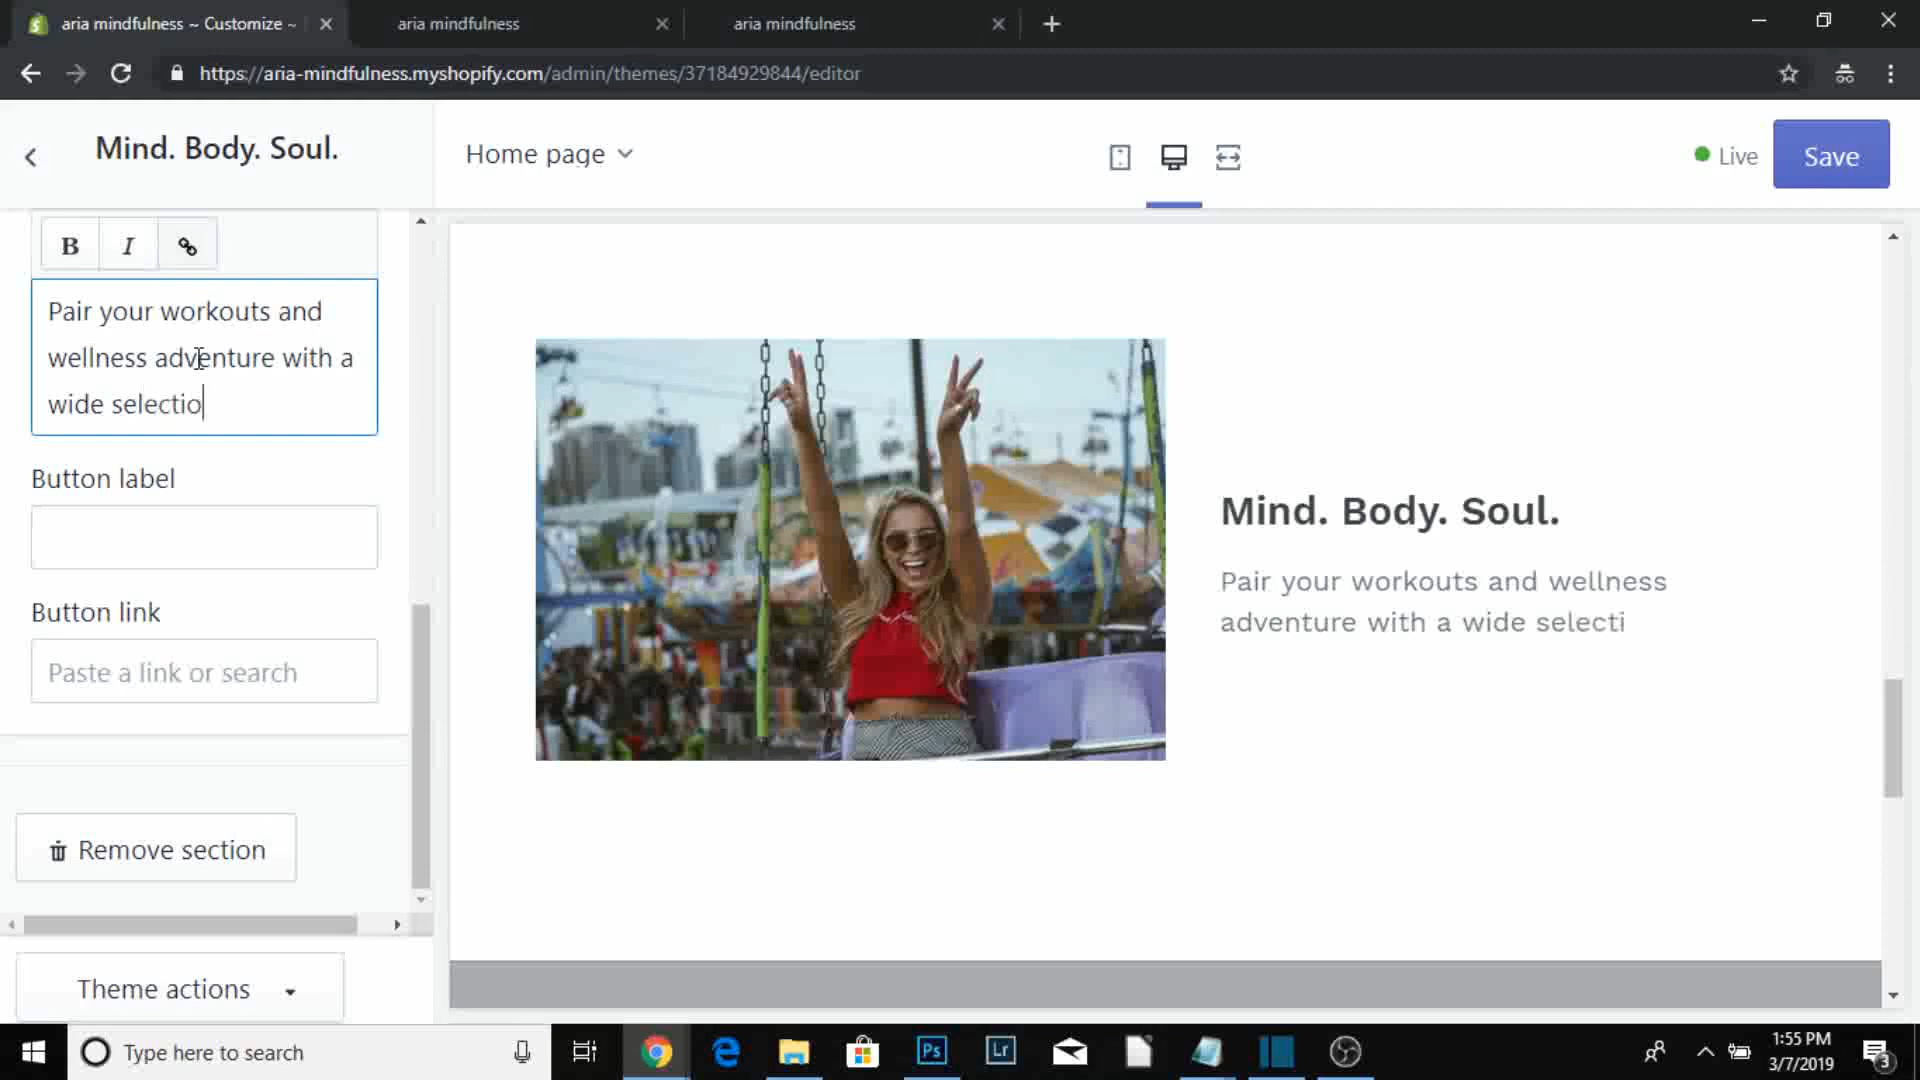 aria mindfulness ~ Customize ~
aria mindfulness
aria mindfulness
https://aria-mindfulness.myshopify.com/admin/themes/37184929844/editor
Mind. Body. Soul.
Home page
Live
Save
B I
Pair your workouts and
wellness adventure with a
wide selectio
Button label
Button link
Paste a link or search
Remove section
Theme actions
Mind. Body. Soul.
Pair your workouts and wellness
adventure with a wide selecti
Type here to search
Ps
Lr
1:55 PM
3/7/2019
3